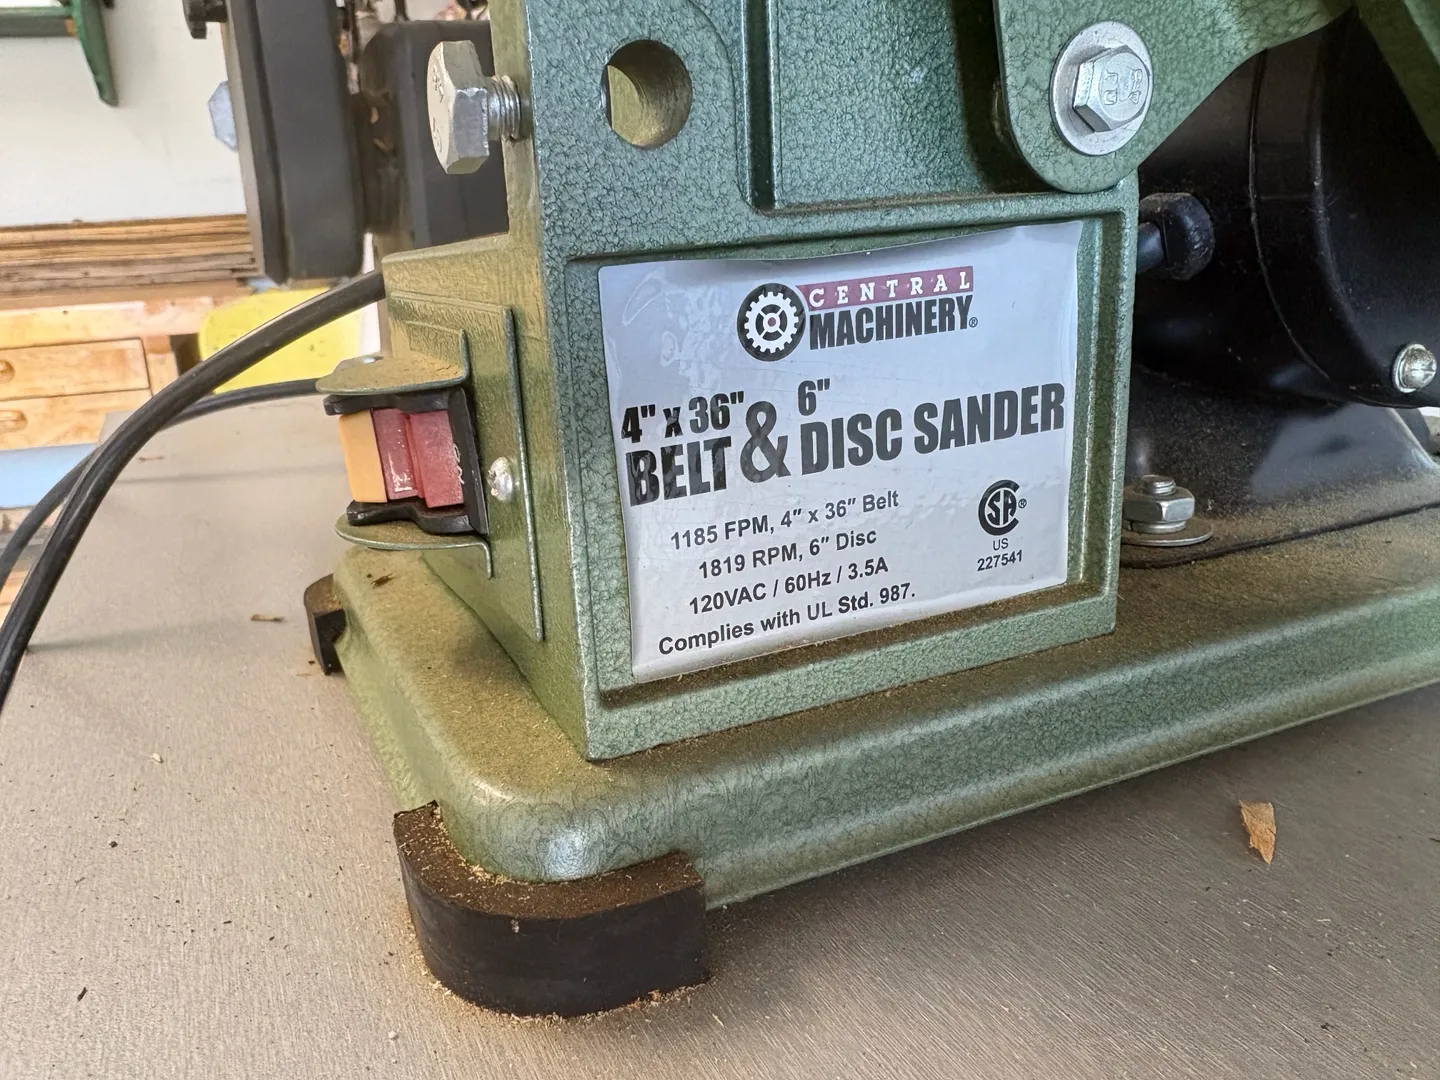 CENTRAL
MACHINERY®
4" x 36" 6"
BELT & DISC SANDER
1185 FPM, 4" x 36" Belt
1819 RPM, 6" Disc
120VAC / 60Hz / 3.5A
Complies with UL Std. 987.
SA®
US
227541